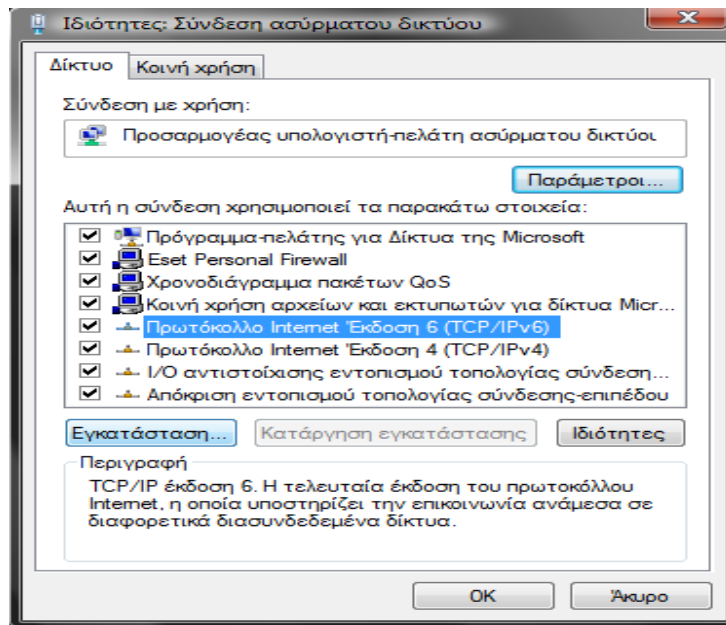 Ιδιότητες: Σύνδεση ασύρματου δικτύου
Δίκτυο
Κοινή χρήση
Σύνδεση με χρήση:
Προσαρμογέας υπολογιστή-πελάτη ασύρματου δικτύοι
Παράμετροι...
Αυτή η σύνδεση χρησιμοποιεί τα παρακάτω στοιχεία:
Πρόγραμμα-πελάτης για Δίκτυα της Microsoft
Eset Personal Firewall
Χρονοδιάγραμμα πακέτων QoS
Κοινή χρήση αρχείων και εκτυπωτών για δίκτυα Micr...
Πρωτόκολλο Internet Έκδοση 6 (TCP/IPv6)
Πρωτόκολλο Internet Έκδοση 4 (TCP/IPv4)
I/O αντιστοίχισης εντοπισμού τοπολογίας σύνδεση...
Απόκριση εντοπισμού τοπολογίας σύνδεσης-επιπέδου
Εγκατάσταση...
Κατάργηση εγκατάστασης
Ιδιότητες
Περιγραφή
TCP/IP έκδοση 6. Η τελευταία έκδοση του πρωτοκόλλου
Internet, η οποία υποστηρίζει την επικοινωνία ανάμεσα σε
διαφορετικά διασυνδεδεμένα δίκτυα.
OK
Άκυρο